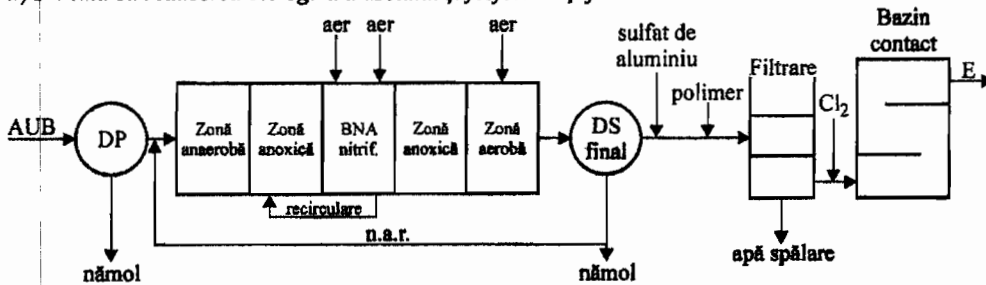 aer aer aer
sulfat de
aluminiu
polimer
Filtrare
Cl₂
Bazin
contact
E
AUB
DP
Zonă
anaerobă
Zonă
anoxică
BNA
nitrif.
Zonă
anoxică
Zonă
aerobă
DS
final
recirculare
n.a.r.
nămol
nămol
apă spălare